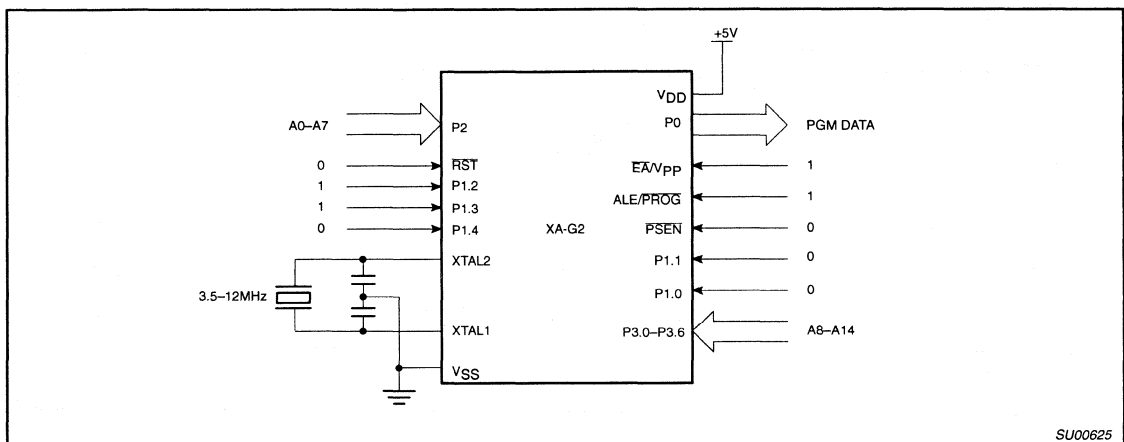 +5V
VDD
A0–A7
P2
P0
PGM DATA
0
RST
EA/VPP
1
1
P1.2
ALE/PROG
1
1
P1.3
0
P1.4
XA-G2
PSEN
0
XTAL2
P1.1
0
3.5–12MHz
P1.0
0
XTAL1
P3.0–P3.6
A8–A14
VSS
SU00625